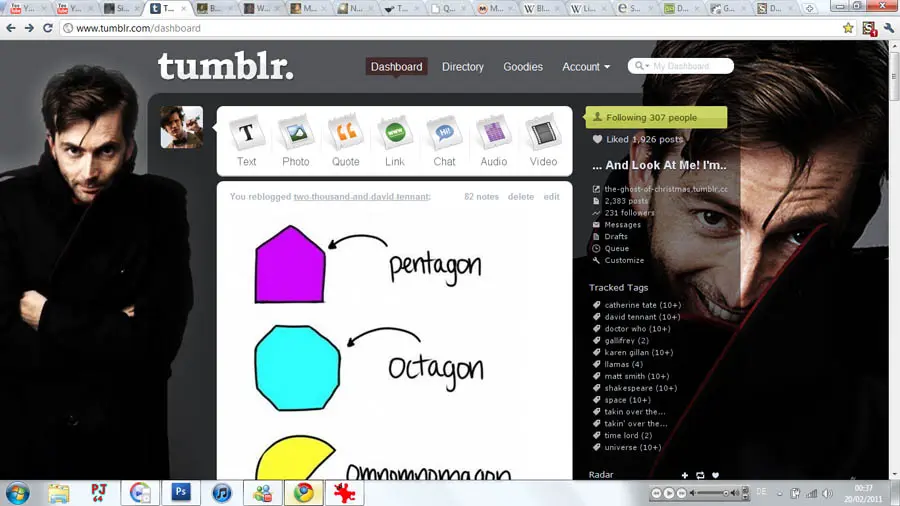 www.tumblr.com/dashboard
tumblr.
Dashboard
Directory
Goodies
Account
My Dashboard
Text
Photo
Quote
Link
Chat
Audio
Video
Following 307 people
Liked 1,926 posts
... And Look At Me! I'm..
the-ghost-of-christmas.tumblr.cc
2,383 posts
231 followers
Messages
Drafts
Queue
Customize
You reblogged two-thousand-and-david tennant:
82 notes
delete
edit
pentagon
octagon
omnomnomagon
Tracked Tags
catherine tate (10+)
david tennant (10+)
doctor who (10+)
gallifrey (2)
karen gillan (10+)
llamas (4)
matt smith (10+)
shakespeare (10+)
space (10+)
takin over the...
takin' over the...
time lord (2)
universe (10+)
Radar
PJ
64
Ps
DE
00:37
20/02/2011